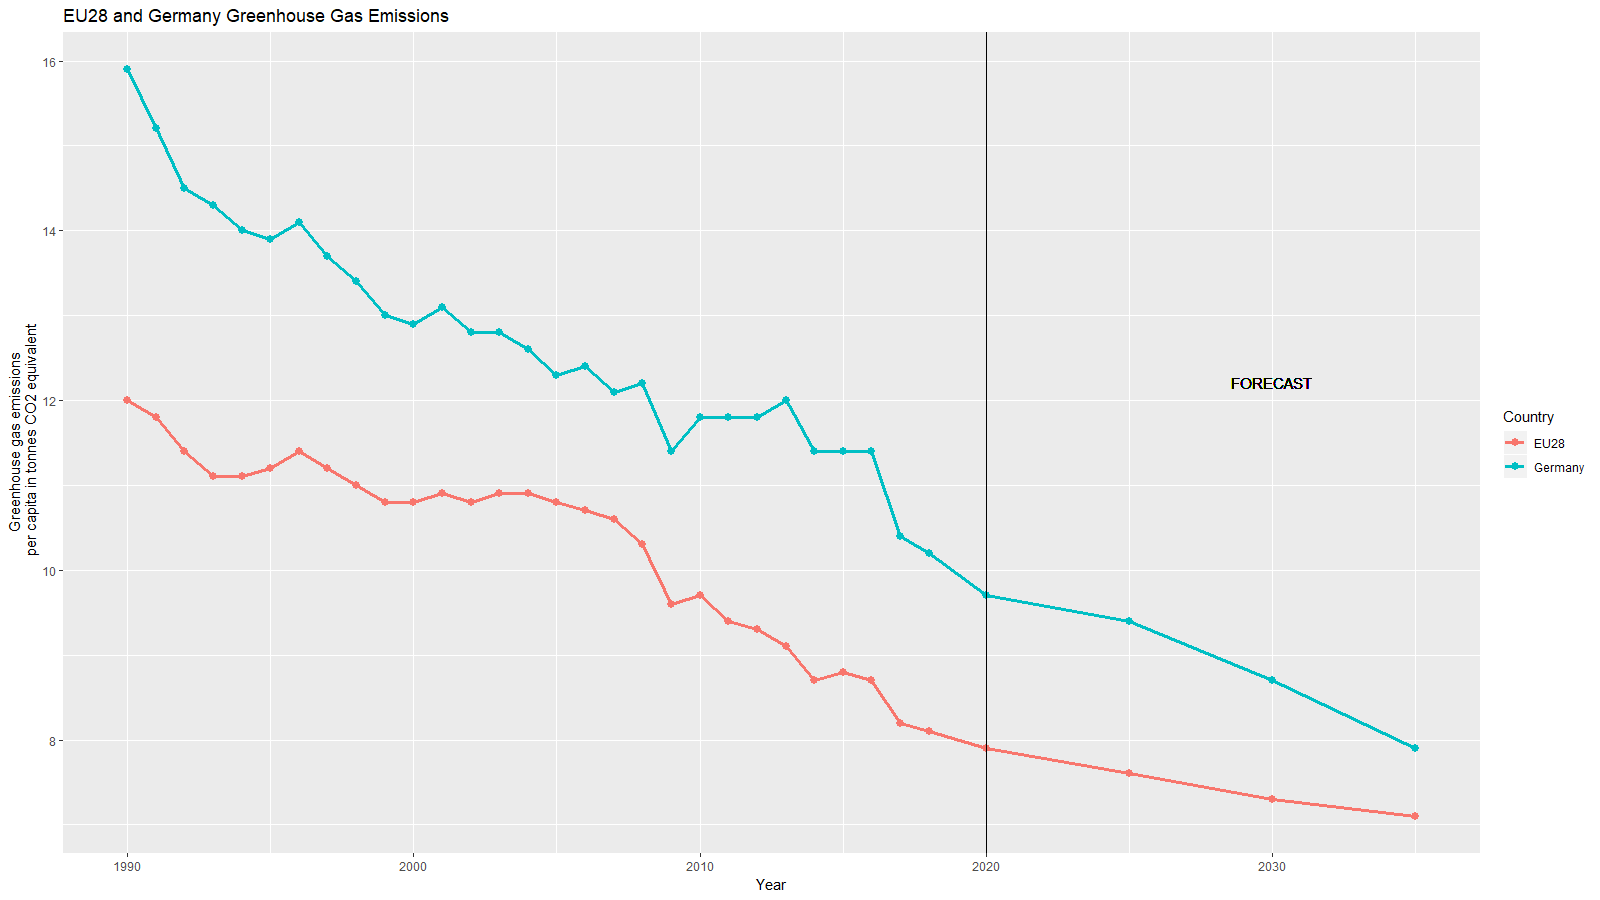 EU28 and Germany Greenhouse Gas Emissions
Greenhouse gas emissions
per capita in tonnes CO2 equivalent
16
14
12
10
8
FORECAST
Country
EU28
Germany
1990
2000
2010
2020
2030
Year